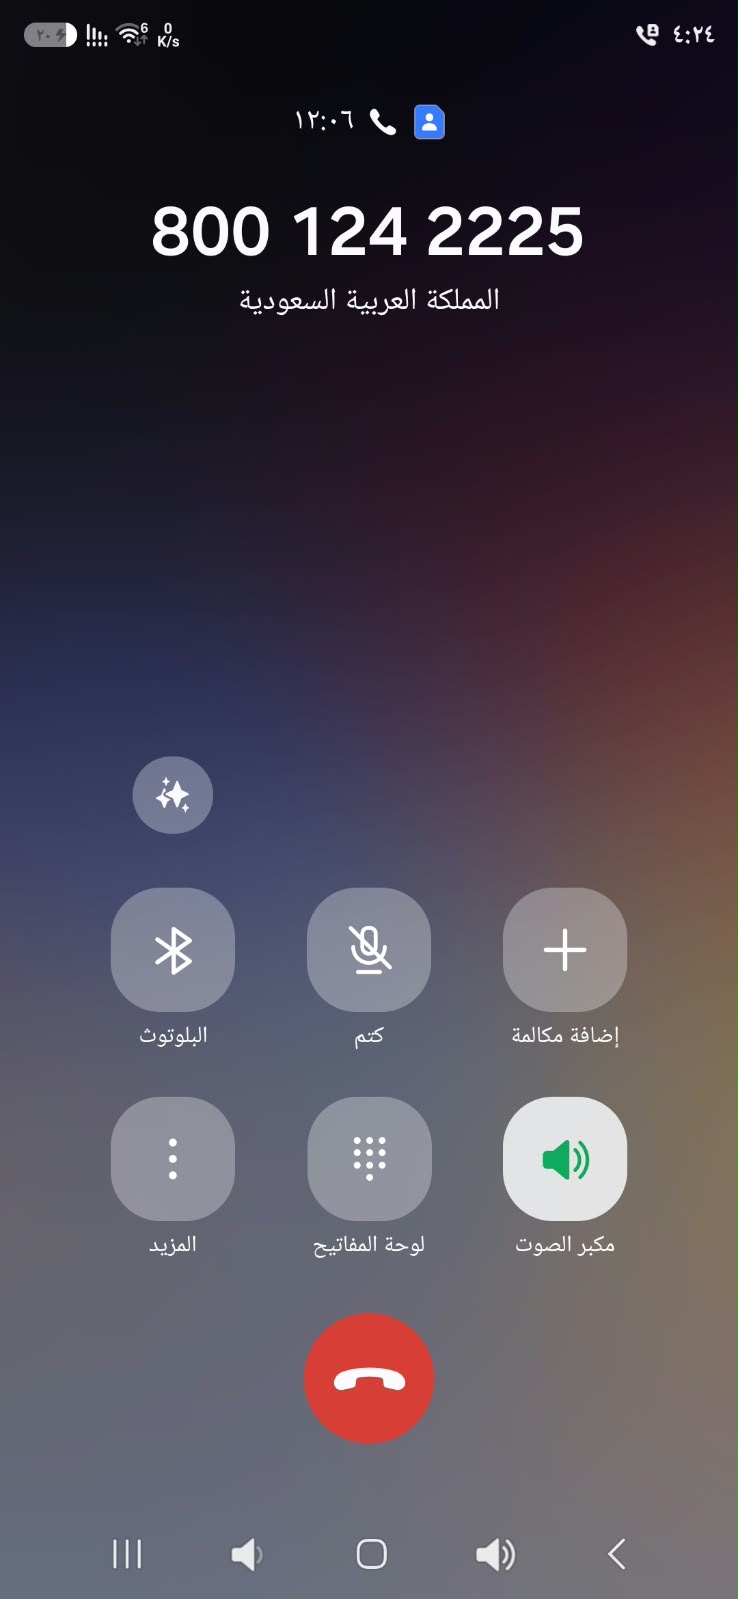 ٤:٢٤
٢٠
6
0
K/s
١٢:٠٦
800 124 2225
المملكة العربية السعودية
إضافة مكالمة
كتم
البلوتوث
مكبر الصوت
لوحة المفاتيح
المزيد